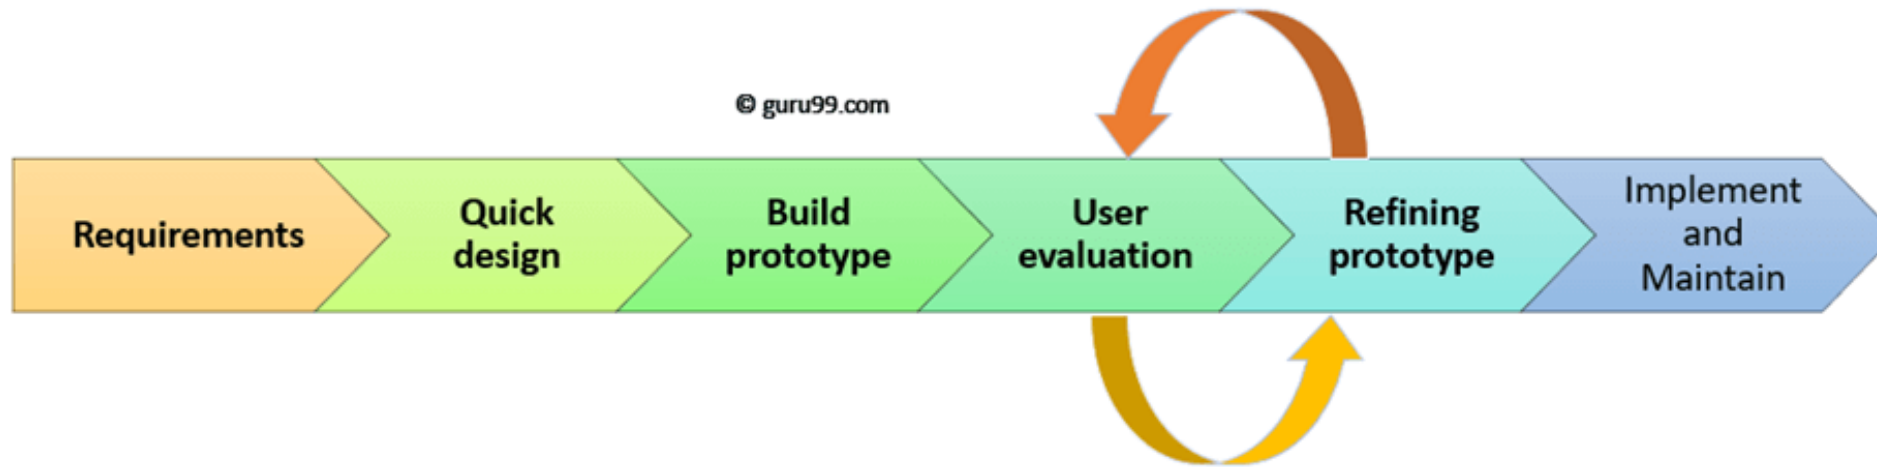 © guru99.com
Requirements
Quick
design
Build
prototype
User
evaluation
Refining
prototype
Implement
and
Maintain